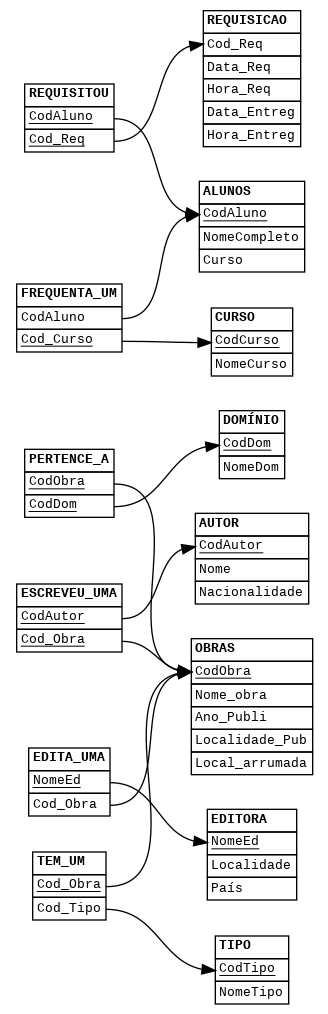 REQUISICAO
Cod_Req
Data_Req
Hora_Req
Data_Entreg
Hora_Entreg
REQUISITOU
CodAluno
Cod_Req
ALUNOS
CodAluno
NomeCompleto
Curso
FREQUENTA_UM
CodAluno
Cod_Curso
CURSO
CodCurso
NomeCurso
DOMÍNIO
CodDom
NomeDom
PERTENCE_A
CodObra
CodDom
AUTOR
CodAutor
Nome
Nacionalidade
ESCREVEU_UMA
CodAutor
Cod_Obra
OBRAS
CodObra
Nome_obra
Ano_Publi
Localidade_Pub
Local_arrumada
EDITA_UMA
NomeEd
Cod_Obra
EDITORA
NomeEd
Localidade
País
TEM_UM
Cod_Obra
Cod_Tipo
TIPO
CodTipo
NomeTipo